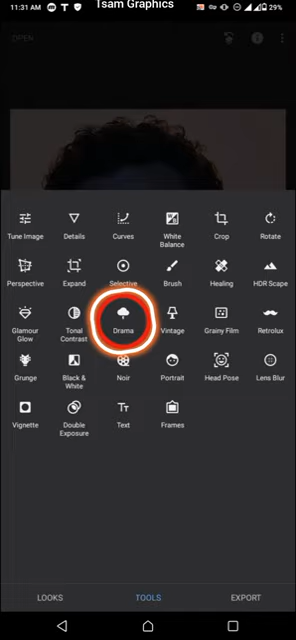 11:31 AM
Tsam Graphics
29%
OPEN
Tune Image
Details
Curves
White
Balance
Crop
Rotate
Perspective
Expand
Selective
Brush
Healing
HDR Scape
Glamour
Glow
Tonal
Contrast
Drama
Vintage
Grainy Film
Retrolux
Grunge
Black &
White
Noir
Portrait
Head Pose
Lens Blur
Vignette
Double
Exposure
Tт
Text
Frames
LOOKS
TOOLS
EXPORT